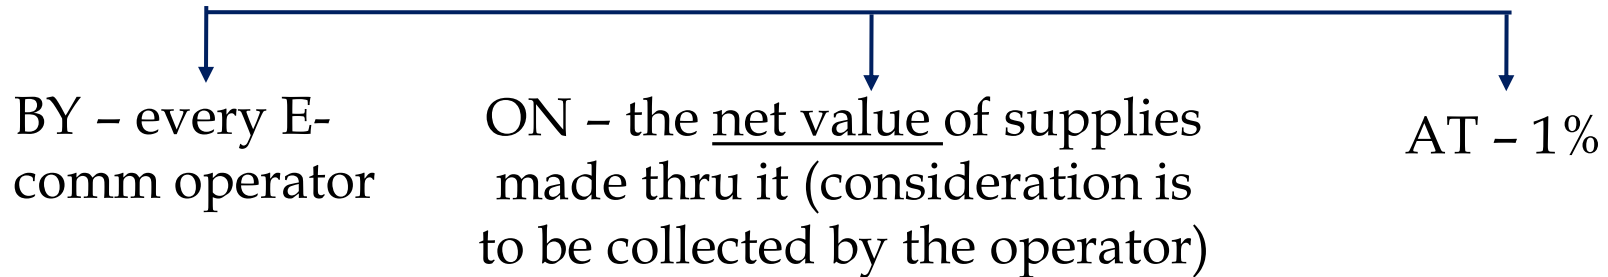 BY – every E-
comm operator
ON – the net value of supplies
made thru it (consideration is
to be collected by the operator)
AT – 1%